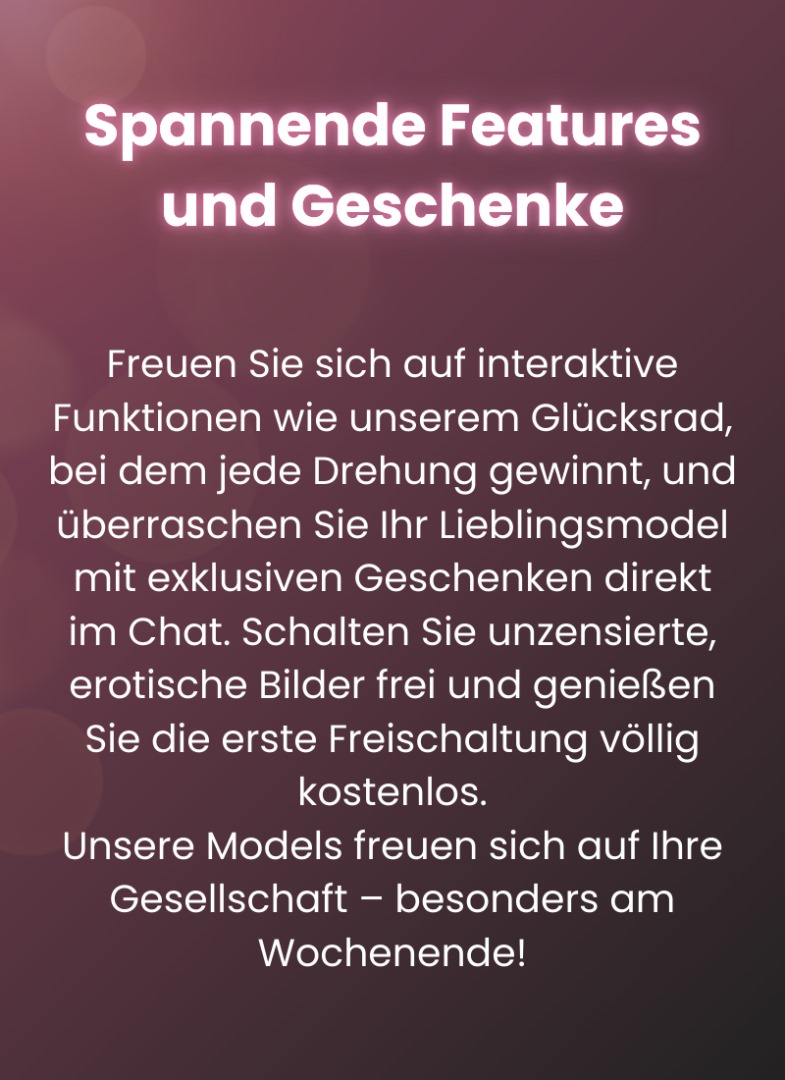 Spannende Features
und Geschenke
Freuen Sie sich auf interaktive
Funktionen wie unserem Glücksrad,
bei dem jede Drehung gewinnt, und
überraschen Sie Ihr Lieblingsmodel
mit exklusiven Geschenken direkt
im Chat. Schalten Sie unzensierte,
erotische Bilder frei und genießen
Sie die erste Freischaltung völlig
kostenlos.
Unsere Models freuen sich auf Ihre
Gesellschaft – besonders am
Wochenende!